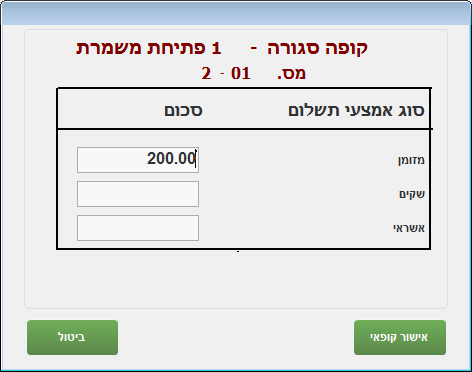 קופה סגורה - 1 פתיחת משמרת
מס. 01 - 2
סוג אמצעי תשלום סכום
מזומן 200.00
שקים
אשראי
אישור קופאי ביטול